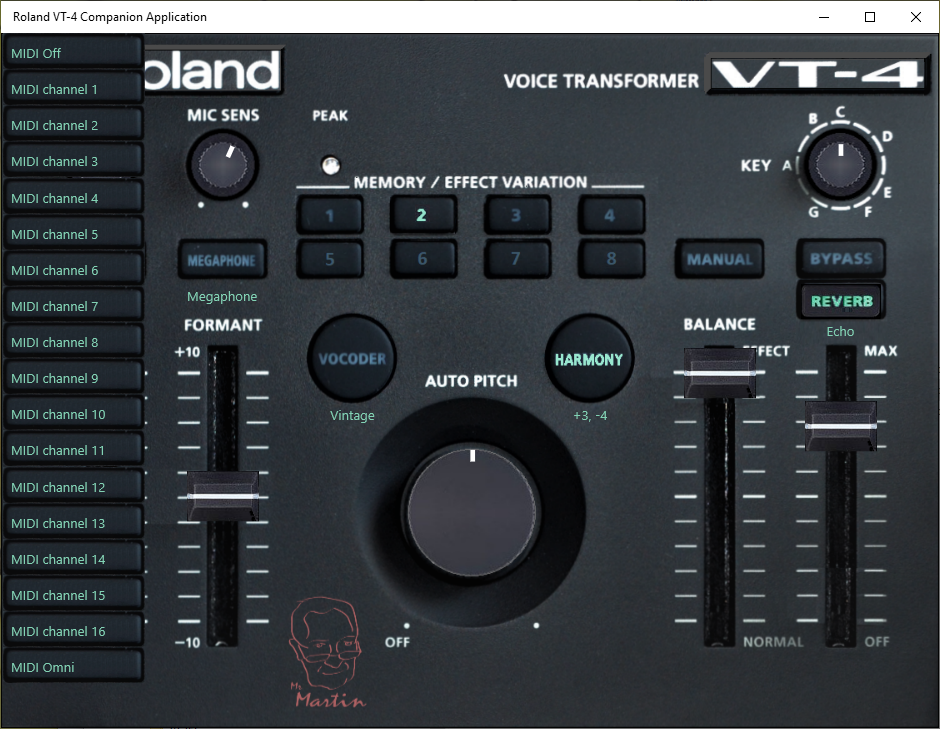 Roland VT-4 Companion Application
MIDI Off
MIDI channel 1
MIDI channel 2
MIDI channel 3
MIDI channel 4
MIDI channel 5
MIDI channel 6
MIDI channel 7
MIDI channel 8
MIDI channel 9
MIDI channel 10
MIDI channel 11
MIDI channel 12
MIDI channel 13
MIDI channel 14
MIDI channel 15
MIDI channel 16
MIDI Omni
oland
VOICE TRANSFORMER VT-4
MIC SENS
PEAK
KEY A B C D E F G
MEMORY / EFFECT VARIATION
1 2 3 4
5 6 7 8
MEGAPHONE
Megaphone
MANUAL
BYPASS
REVERB
Echo
FORMANT
+10
-10
VOCODER
Vintage
AUTO PITCH
OFF
HARMONY
+3, -4
BALANCE
EFFECT
NORMAL
MAX
OFF
Mc
Martin